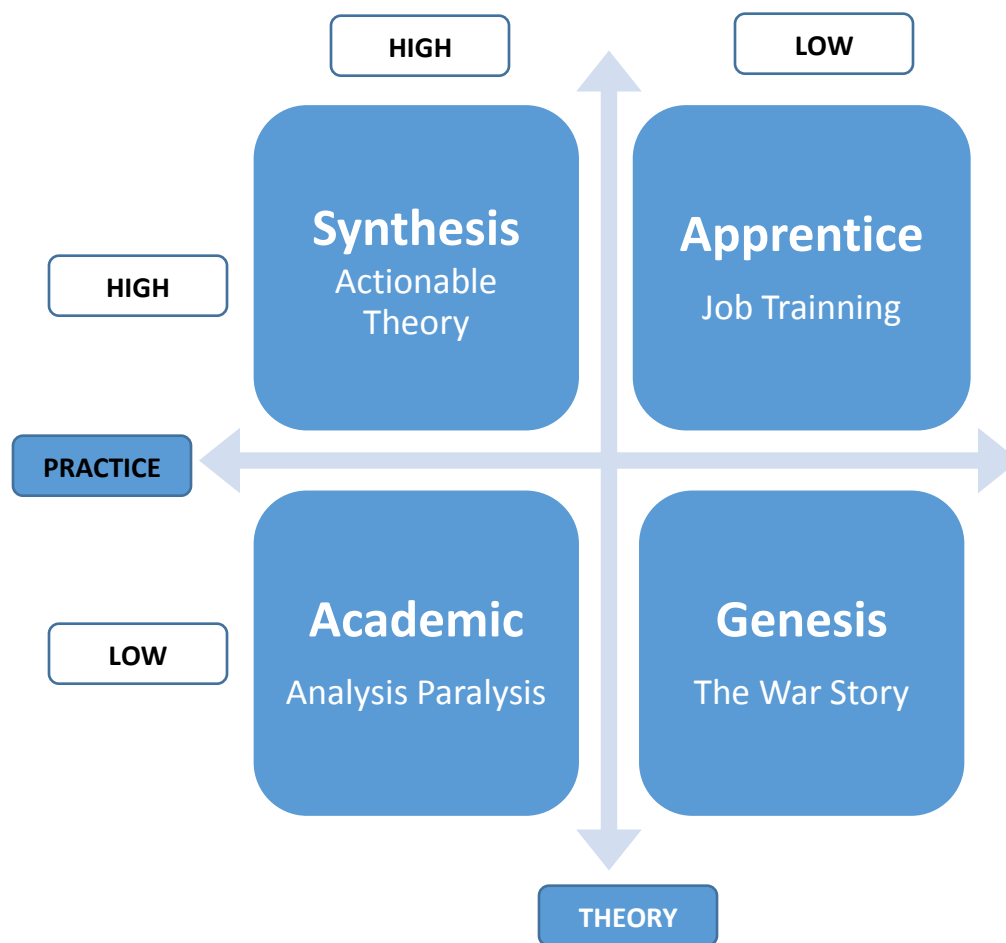 HIGH
LOW
HIGH
Synthesis
Actionable
Theory
Apprentice
Job Trainning
PRACTICE
LOW
Academic
Analysis Paralysis
Genesis
The War Story
THEORY